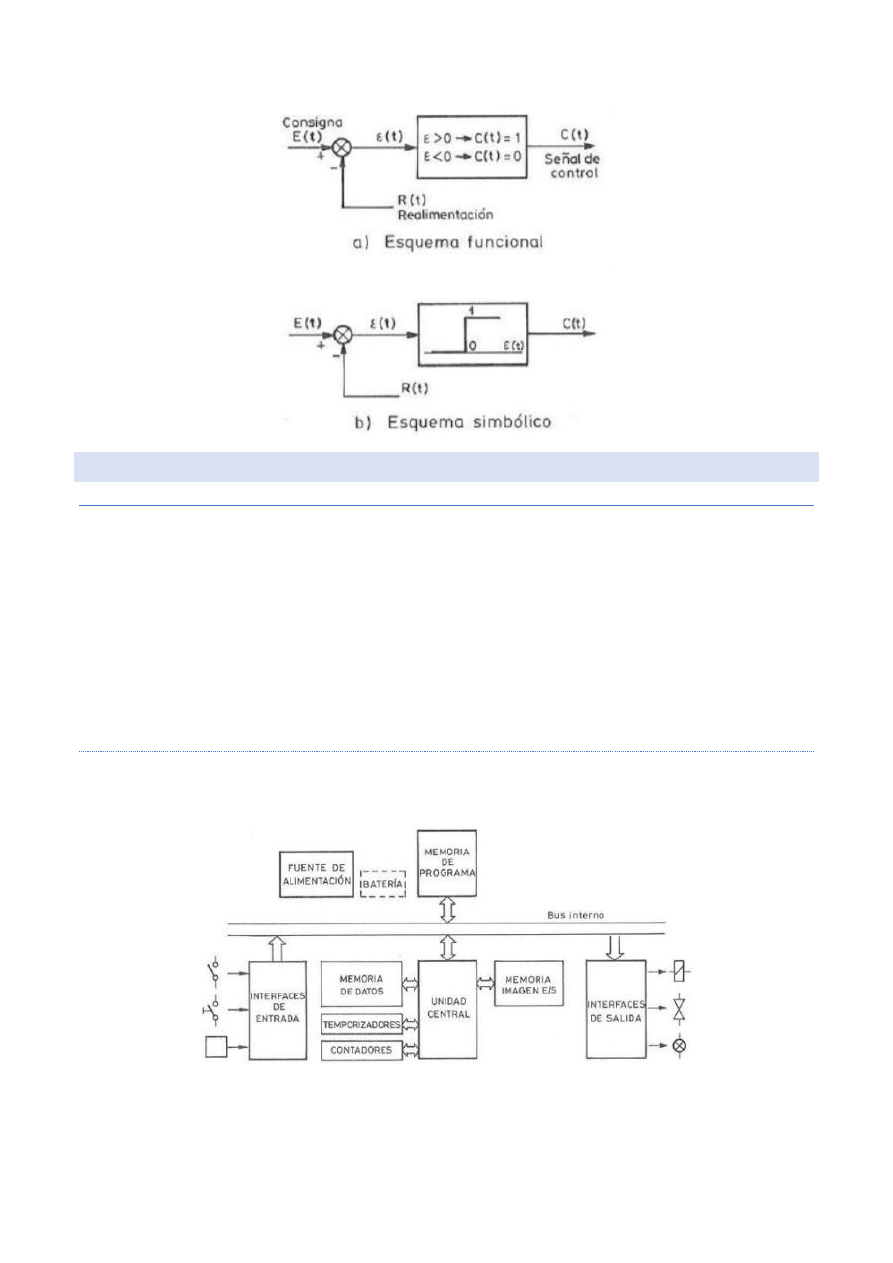 Consigna
E(t)
+
-
ε(t)
ε>0→C(t)=1
ε<0→C(t)=0
C(t)
Señal de
control
R(t)
Realimentación
a) Esquema funcional
E(t)
+
-
ε(t)
1
0
Ɛ(t)
C(t)
R(t)
b) Esquema simbólico
FUENTE DE
ALIMENTACIÓN
BATERÍA
MEMORIA
DE
PROGRAMA
Bus interno
INTERFACES
DE
ENTRADA
MEMORIA
DE DATOS
TEMPORIZADORES
CONTADORES
UNIDAD
CENTRAL
MEMORIA
IMAGEN E/S
INTERFACES
DE SALIDA